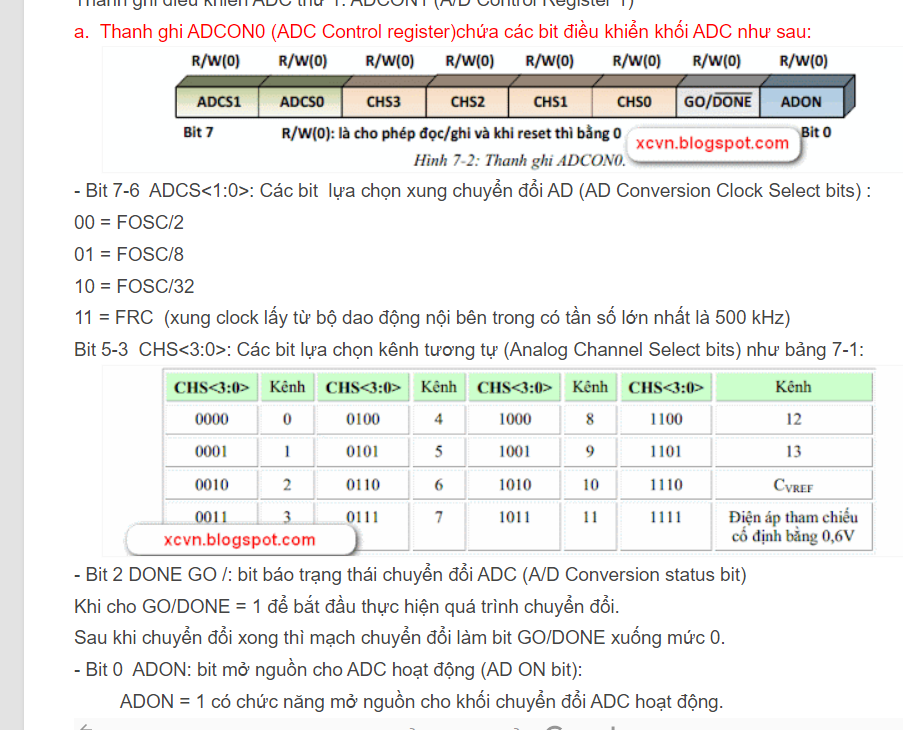 Thanh ghi điều khiển ADC thứ 1: ADCON1 (A/D Control Register 1)
a. Thanh ghi ADCON0 (ADC Control register)chứa các bit điều khiển khối ADC như sau:
R/W(0) R/W(0) R/W(0) R/W(0) R/W(0) R/W(0) R/W(0) R/W(0)
ADCS1 ADCS0 CHS3 CHS2 CHS1 CHS0 GO/DONE ADON
Bit 7 R/W(0): là cho phép đọc/ghi và khi reset thì bằng 0 Bit 0
xcvn.blogspot.com
Hình 7-2: Thanh ghi ADCON0.
- Bit 7-6 ADCS<1:0>: Các bit lựa chọn xung chuyển đổi AD (AD Conversion Clock Select bits) :
00 = FOSC/2
01 = FOSC/8
10 = FOSC/32
11 = FRC (xung clock lấy từ bộ dao động nội bên trong có tần số lớn nhất là 500 kHz)
Bit 5-3 CHS<3:0>: Các bit lựa chọn kênh tương tự (Analog Channel Select bits) như bảng 7-1:
CHS<3:0> Kênh CHS<3:0> Kênh CHS<3:0> Kênh CHS<3:0> Kênh
0000 0 0100 4 1000 8 1100 12
0001 1 0101 5 1001 9 1101 13
0010 2 0110 6 1010 10 1110 CVREF
0011 3 0111 7 1011 11 1111 Điện áp tham chiếu
cố định bằng 0,6V
xcvn.blogspot.com
- Bit 2 DONE GO /: bit báo trạng thái chuyển đổi ADC (A/D Conversion status bit)
Khi cho GO/DONE = 1 để bắt đầu thực hiện quá trình chuyển đổi.
Sau khi chuyển đổi xong thì mạch chuyển đổi làm bit GO/DONE xuống mức 0.
- Bit 0 ADON: bit mở nguồn cho ADC hoạt động (AD ON bit):
ADON = 1 có chức năng mở nguồn cho khối chuyển đổi ADC hoạt động.